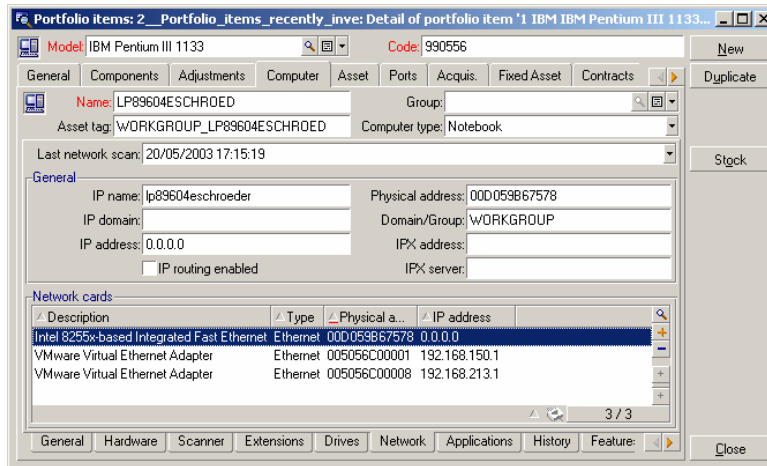 Portfolio items: 2__Portfolio_items_recently_inve: Detail of portfolio item '1 IBM IBM Pentium III 1133...
Model: IBM Pentium III 1133 Code: 990556 New
General Components Adjustments Computer Asset Ports Acquis. Fixed Asset Contracts Duplicate
Name: LP89604ESCHROED Group:
Asset tag: WORKGROUP_LP89604ESCHROED Computer type: Notebook
Last network scan: 20/05/2003 17:15:19 Stock
General
IP name: lp89604eschroeder Physical address: 00D059B67578
IP domain: Domain/Group: WORKGROUP
IP address: 0.0.0.0 IPX address:
IP routing enabled IPX server:
Network cards
Description Type Physical a... IP address
Intel 8255x-based Integrated Fast Ethernet Ethernet 00D059B67578 0.0.0.0
VMware Virtual Ethernet Adapter Ethernet 005056C00001 192.168.150.1
VMware Virtual Ethernet Adapter Ethernet 005056C00008 192.168.213.1
3 / 3
General Hardware Scanner Extensions Drives Network Applications History Feature: Close